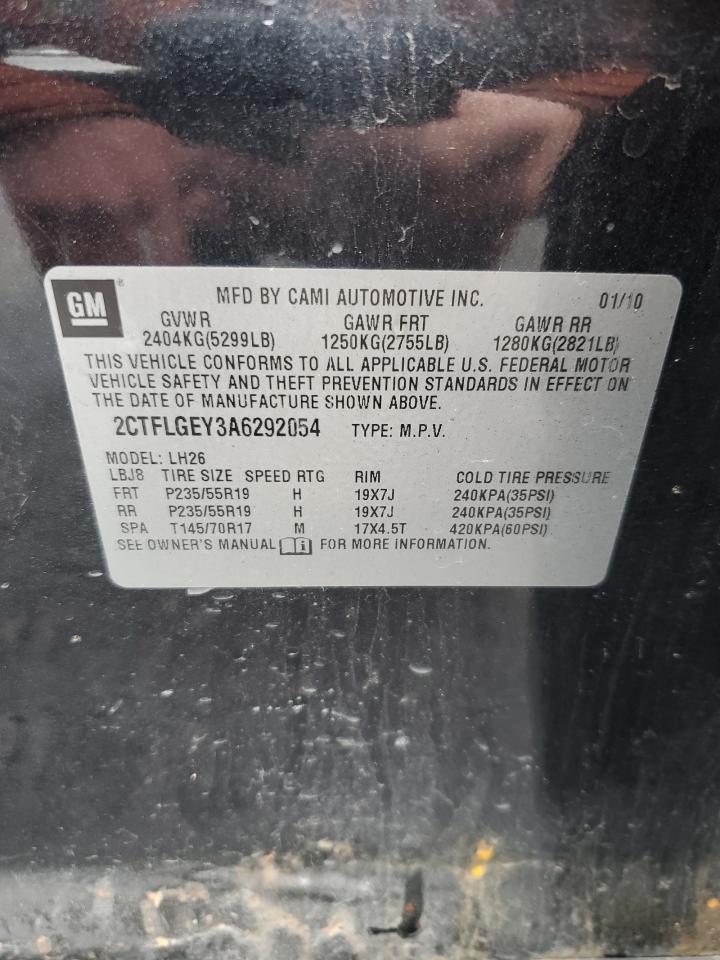 GM ® MFD BY CAMI AUTOMOTIVE INC. 01/10
GVWR GAWR FRT GAWR RR
2404KG(5299LB) 1250KG(2755LB) 1280KG(2821LB)
THIS VEHICLE CONFORMS TO ALL APPLICABLE U.S. FEDERAL MOTOR
VEHICLE SAFETY AND THEFT PREVENTION STANDARDS IN EFFECT ON
THE DATE OF MANUFACTURE SHOWN ABOVE.
2CTFLGEY3A6292054 TYPE: M.P.V.
MODEL: LH26
LBJ8 TIRE SIZE SPEED RTG RIM COLD TIRE PRESSURE
FRT P235/55R19 H 19X7J 240KPA(35PSI)
RR P235/55R19 H 19X7J 240KPA(35PSI)
SPA T145/70R17 M 17X4.5T 420KPA(60PSI)
SEE OWNER'S MANUAL i FOR MORE INFORMATION.